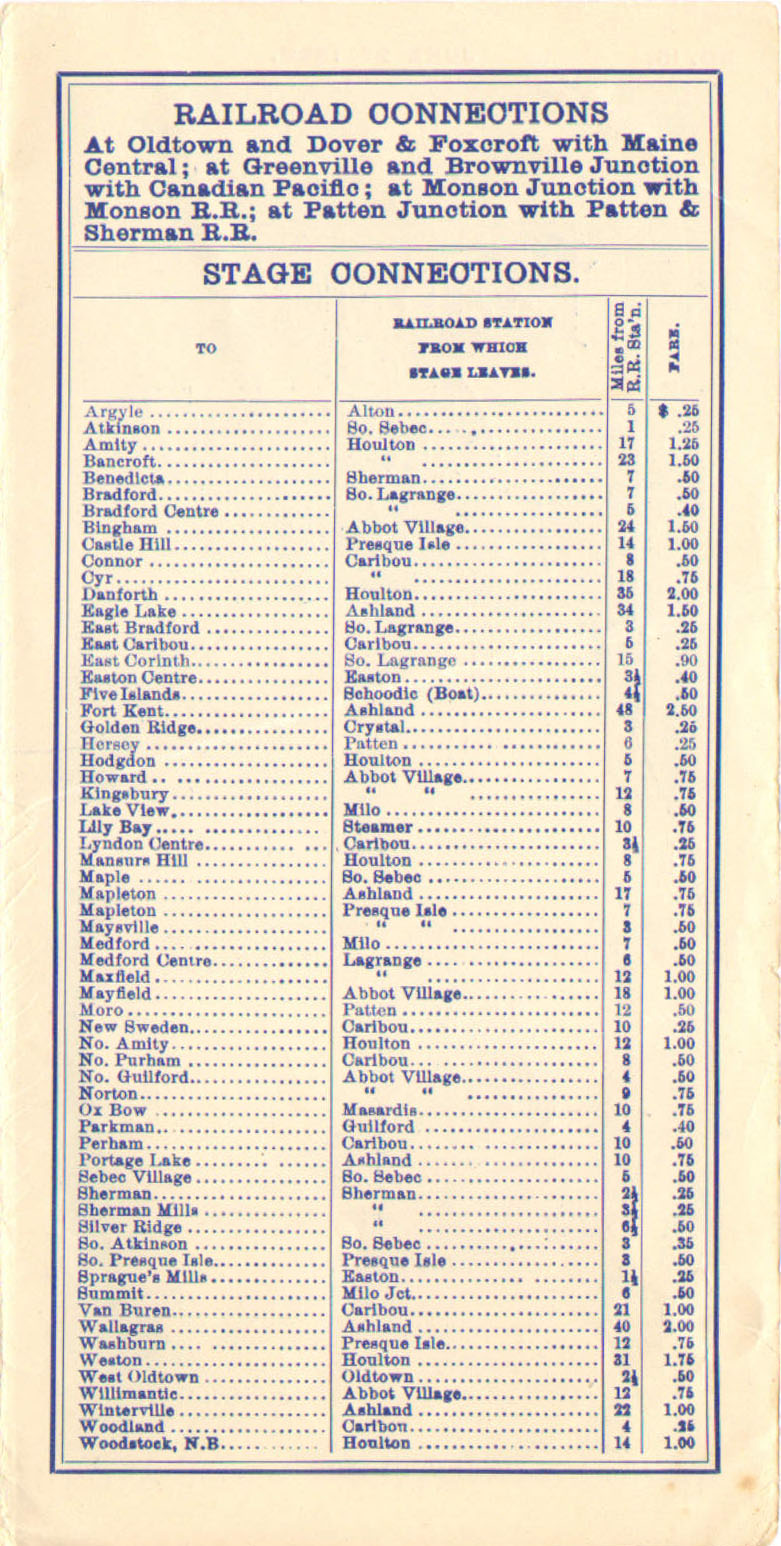 RAILROAD CONNECTIONS
At Oldtown and Dover & Foxcroft with Maine
Central; at Greenville and Brownville Junction
with Canadian Pacific; at Monson Junction with
Monson R.R.; at Patten Junction with Patten &
Sherman R.R.
STAGE CONNECTIONS.
TO
RAILROAD STATION
FROM WHICH
STAGE LEAVES.
Miles from
R.R. Sta'n.
FARE.
Argyle ...................... Alton......................... 5 $ .25
Atkinson .................... So. Sebec..................... 1 .25
Amity ....................... Houlton ...................... 17 1.25
Bancroft..................... " ...................... 23 1.50
Benedicta.................... Sherman....................... 7 .50
Bradford..................... So. Lagrange.................. 7 .50
Bradford Centre ............. " .................. 5 .40
Bingham ..................... Abbot Village................. 24 1.50
Castle Hill.................. Presque Isle ................. 14 1.00
Connor ...................... Caribou....................... 8 .50
Cyr.......................... " ....................... 18 .75
Danforth .................... Houlton....................... 35 2.00
Eagle Lake .................. Ashland ...................... 34 1.50
East Bradford ............... So. Lagrange.................. 3 .25
East Caribou................. Caribou....................... 5 .25
East Corinth................. So. Lagrange ................. 15 .90
Easton Centre................ Easton........................ 3½ .40
Five Islands................. Schoodic (Boat)............... 4½ .50
Fort Kent.................... Ashland ...................... 48 2.50
Golden Ridge................. Crystal....................... 3 .25
Hersey ...................... Patten ....................... 6 .25
Hodgdon ..................... Houlton ...................... 5 .50
Howard ...................... Abbot Village................. 7 .75
Kingsbury.................... " " ................. 12 .75
Lake View.................... Milo ......................... 8 .50
Lily Bay..................... Steamer ...................... 10 .75
Lyndon Centre................ Caribou....................... 3½ .25
Mansurs Hill ................ Houlton ...................... 8 .75
Maple ....................... So. Sebec .................... 5 .50
Mapleton .................... Ashland ...................... 17 .75
Mapleton .................... Presque Isle ................. 7 .75
Maysville ................... " " ................. 3 .50
Medford ..................... Milo ......................... 7 .50
Medford Centre............... Lagrange ..................... 6 .50
Maxfield .................... " ..................... 12 1.00
Mayfield..................... Abbot Village................. 18 1.00
Moro......................... Patten ....................... 12 .50
New Sweden................... Caribou....................... 10 .25
No. Amity.................... Houlton ...................... 12 1.00
No. Purham .................. Caribou....................... 8 .50
No. Guilford................. Abbot Village................. 4 .50
Norton....................... " " ................. 9 .75
Ox Bow ...................... Masardis...................... 10 .75
Parkman...................... Guilford ..................... 4 .40
Perham....................... Caribou....................... 10 .50
Portage Lake ................ Ashland ...................... 10 .75
Sebec Village ............... So. Sebec .................... 5 .50
Sherman...................... Sherman....................... 2½ .25
Sherman Mills ............... " ....................... 3½ .25
Silver Ridge ................ " ....................... 6½ .50
So. Atkinson ................ So. Sebec .................... 3 .35
So. Presque Isle............. Presque Isle ................. 3 .50
Sprague's Mills.............. Easton........................ 1½ .25
Summit....................... Milo Jct...................... 6 .50
Van Buren.................... Caribou....................... 21 1.00
Wallagras ................... Ashland ...................... 40 2.00
Washburn .................... Presque Isle.................. 12 .75
Weston....................... Houlton ...................... 31 1.75
West Oldtown ................ Oldtown ...................... 2½ .50
Willimantic.................. Abbot Village................. 12 .75
Winterville ................. Ashland ...................... 22 1.00
Woodland .................... Caribou....................... 4 .25
Woodstock, N.B............... Houlton ...................... 14 1.00